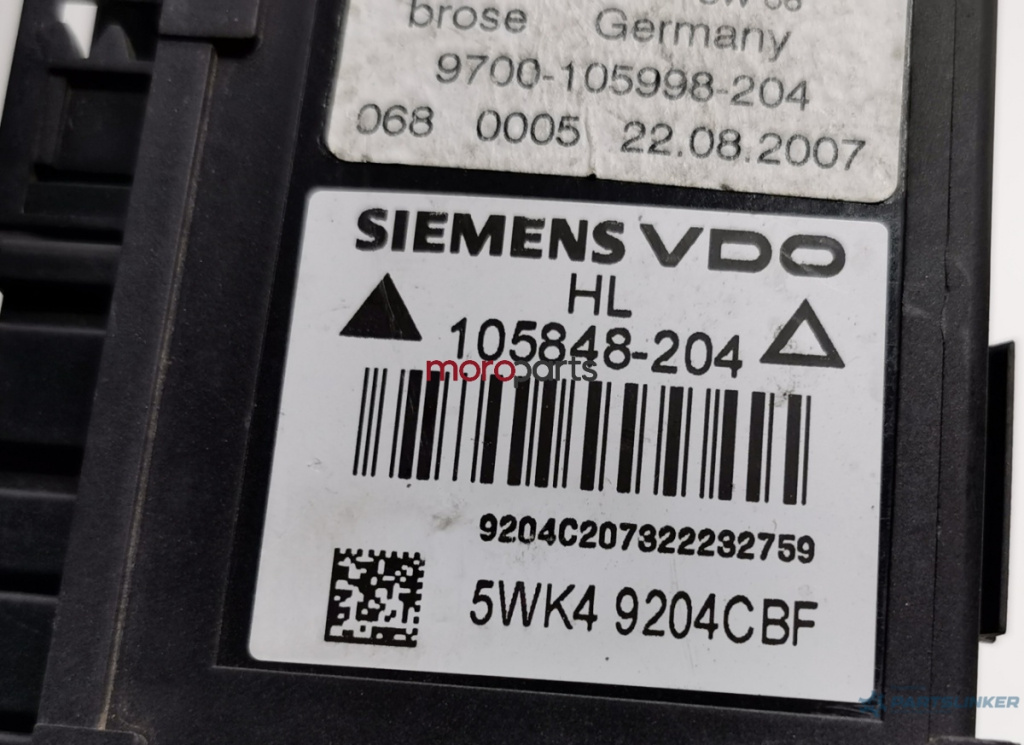 brose Germany
9700-105998-204
068 0005 22.08.2007
SIEMENS VDO
HL
105848-204
moroparts
9204C207322232759
5WK4 9204CBF
PARTSLINKER